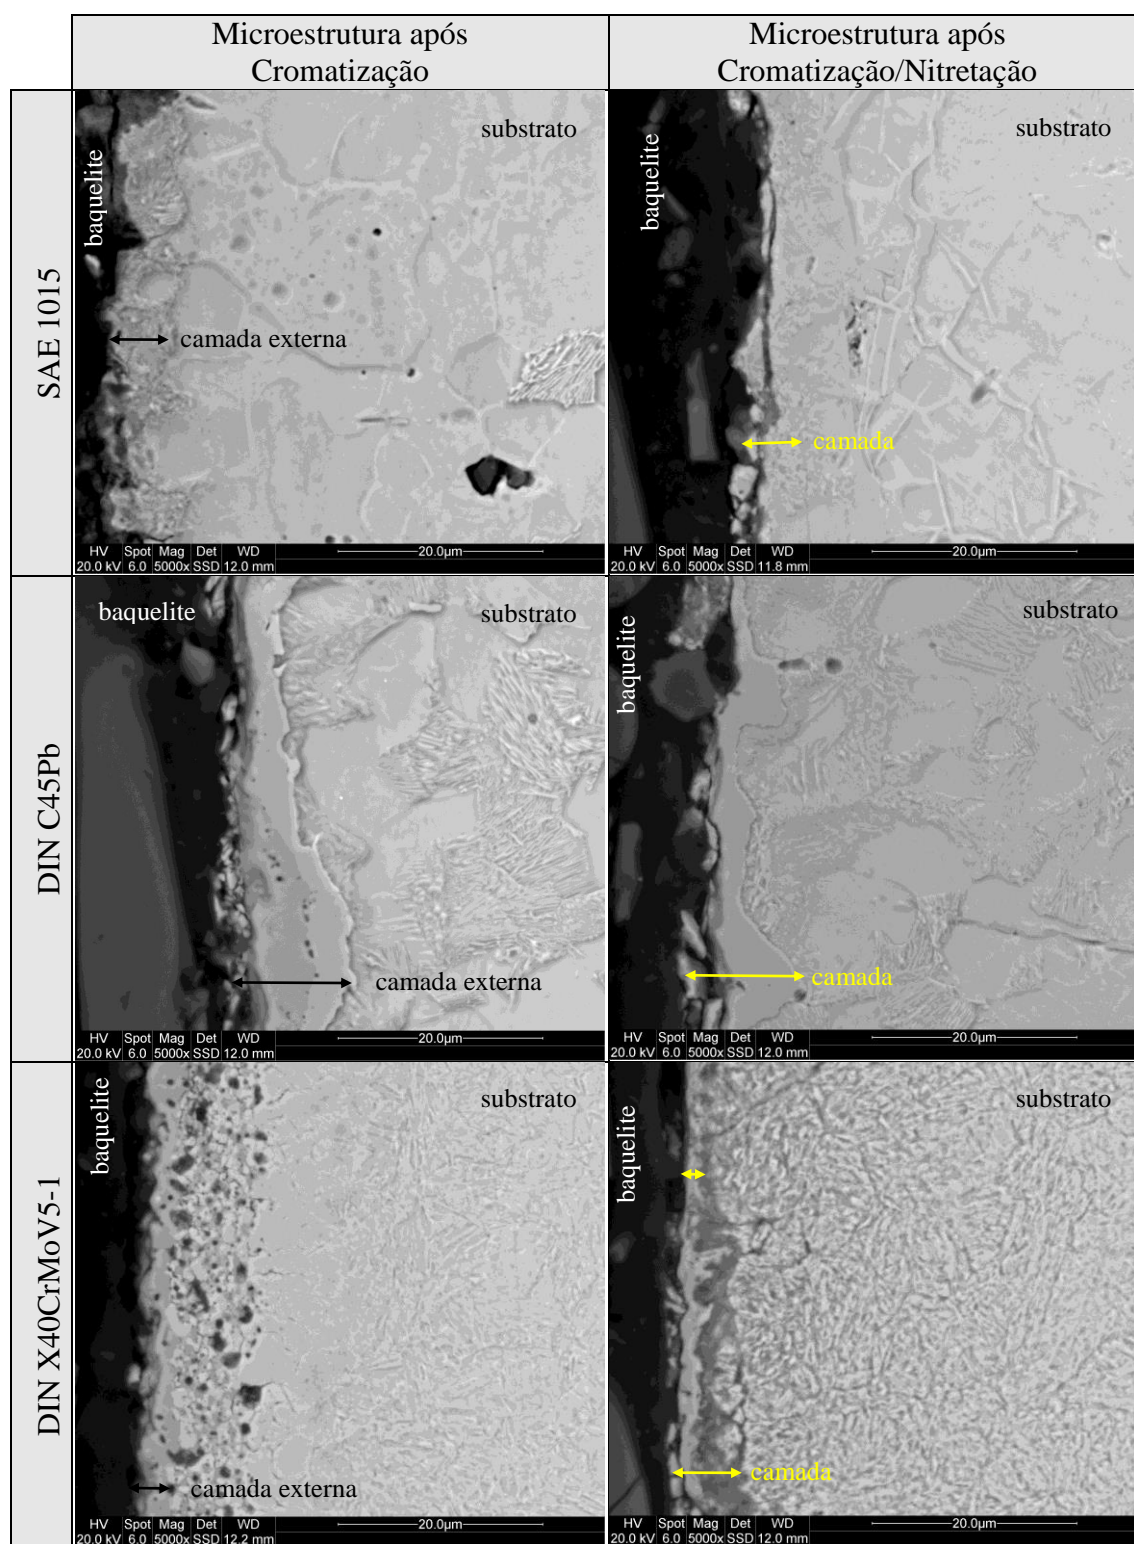 Microestrutura após
Cromatização
Microestrutura após
Cromatização/Nitretação
SAE 1015
baquelite
substrato
camada externa
HV Spot Mag Det WD 20.0µm
20.0 kV 6.0 5000x SSD 12.0 mm
baquelite
substrato
camada
HV Spot Mag Det WD 20.0µm
20.0 kV 6.0 5000x SSD 11.8 mm
DIN C45Pb
baquelite
substrato
camada externa
HV Spot Mag Det WD 20.0µm
20.0 kV 6.0 5000x SSD 12.0 mm
baquelite
substrato
camada
HV Spot Mag Det WD 20.0µm
20.0 kV 6.0 5000x SSD 12.0 mm
DIN X40CrMoV5-1
baquelite
substrato
camada externa
HV Spot Mag Det WD 20.0µm
20.0 kV 6.0 5000x SSD 12.2 mm
baquelite
substrato
camada
HV Spot Mag Det WD 20.0µm
20.0 kV 6.0 5000x SSD 12.0 mm